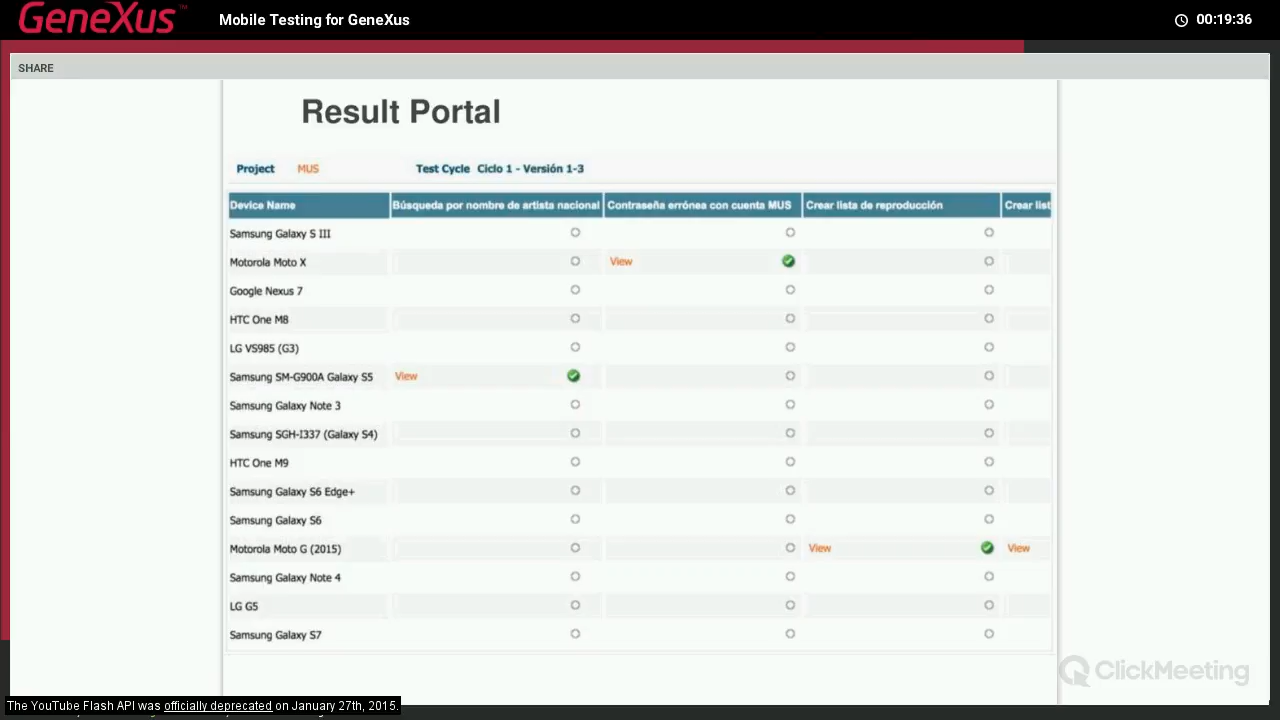 GeneXus™
Mobile Testing for GeneXus
00:19:36
SHARE
Result Portal
Project MUS Test Cycle Ciclo 1 - Versión 1-3
Device Name Búsqueda por nombre de artista nacional Contraseña errónea con cuenta MUS Crear lista de reproducción Crear list
Samsung Galaxy S III
Motorola Moto X View
Google Nexus 7
HTC One M8
LG VS985 (G3)
Samsung SM-G900A Galaxy S5 View
Samsung Galaxy Note 3
Samsung SGH-I337 (Galaxy S4)
HTC One M9
Samsung Galaxy S6 Edge+
Samsung Galaxy S6
Motorola Moto G (2015) View View
Samsung Galaxy Note 4
LG G5
Samsung Galaxy S7
ClickMeeting
The YouTube Flash API was officially deprecated on January 27th, 2015.